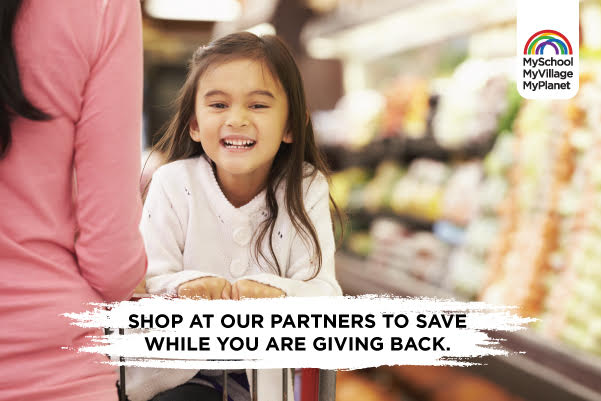 MySchool
MyVillage
MyPlanet
SHOP AT OUR PARTNERS TO SAVE
WHILE YOU ARE GIVING BACK.